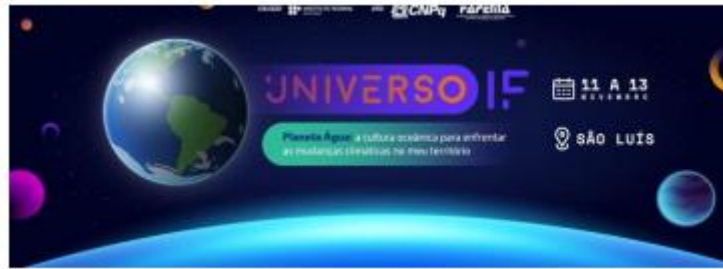 CNPq FAPEMA
UNIVERSO IF
11 A 13
NOVEMBRO
Planeta Água: a cultura oceânica para enfrentar
as mudanças climáticas no meu território
SÃO LUÍS